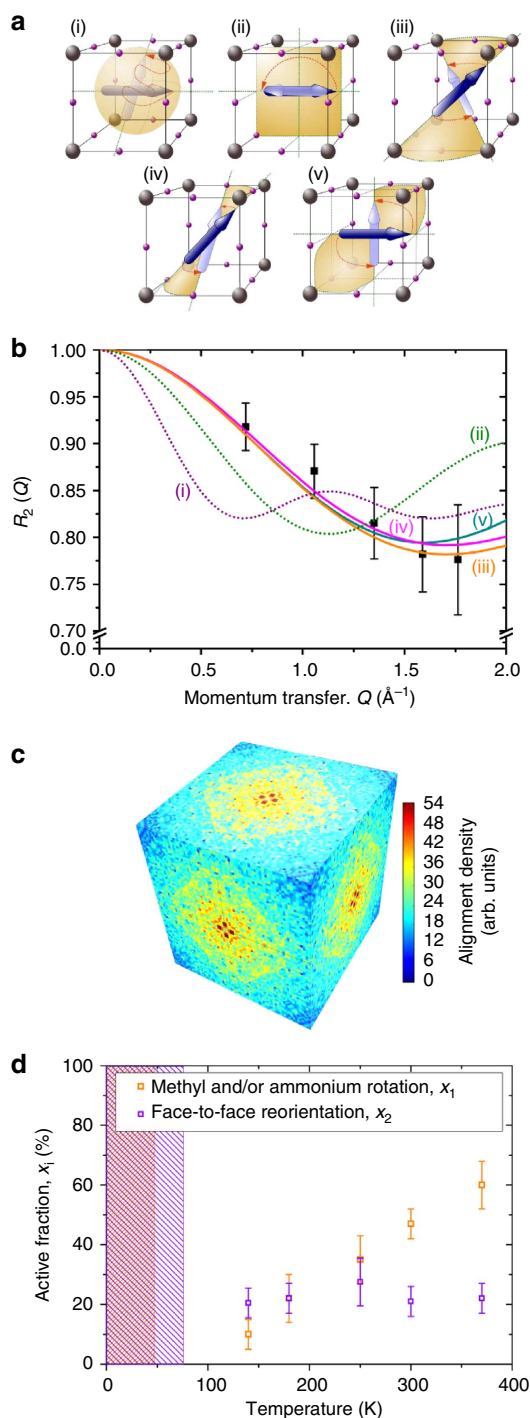 a
(i)
(ii)
(iii)
(iv)
(v)
b
1.00
0.95
0.90
0.85
0.80
0.70
0.0
R2 (Q)
(i)
(ii)
(iv)
(v)
(iii)
0.0
0.5
1.0
1.5
2.0
Momentum transfer. Q (Å−1)
c
54
48
42
36
30
24
18
12
6
0
Alignment density
(arb. units)
d
100
80
60
40
20
0
Active fraction, xi (%)
Methyl and/or ammonium rotation, x1
Face-to-face reorientation, x2
0
100
200
300
400
Temperature (K)